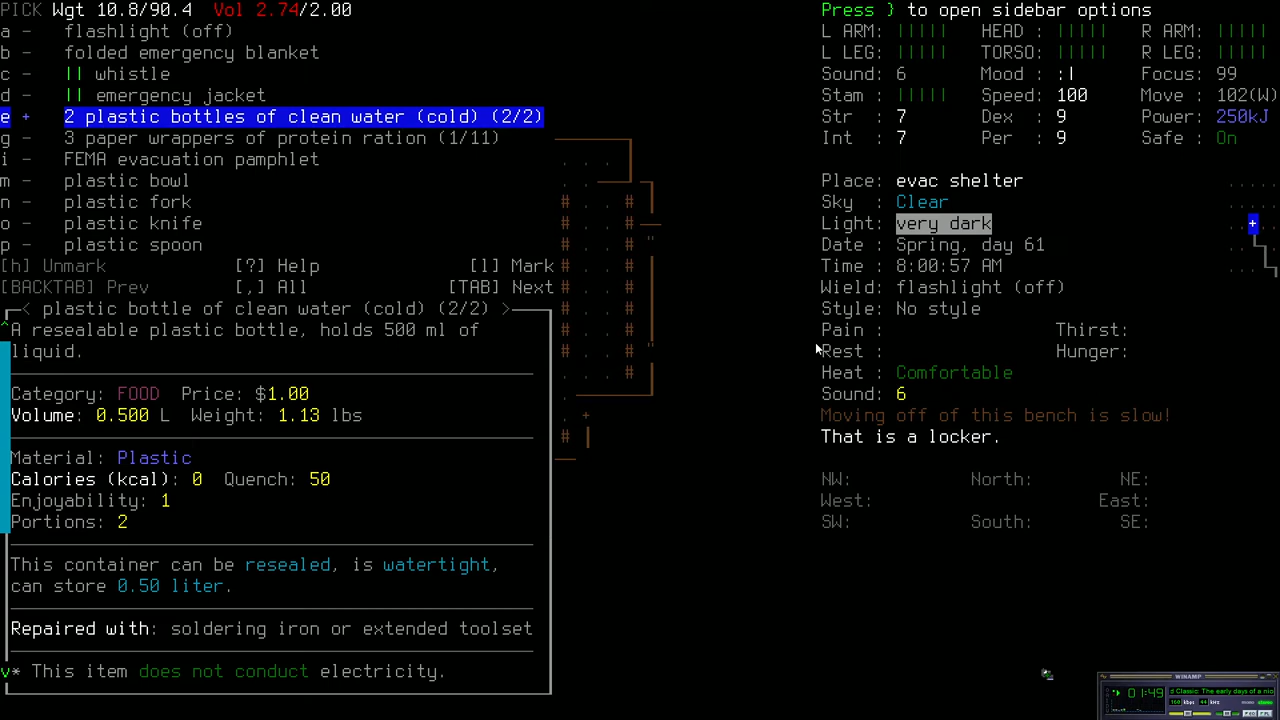 PICK Wgt 10.8/90.4  Vol 2.74/2.00
a - flashlight (off)
b - folded emergency blanket
c - || whistle
d - || emergency jacket
e + 2 plastic bottles of clean water (cold) (2/2)
g - 3 paper wrappers of protein ration (1/11)
i - FEMA evacuation pamphlet
m - plastic bowl
n - plastic fork
o - plastic knife
p - plastic spoon
[h] Unmark [?] Help [l] Mark
[BACKTAB] Prev [,] All [TAB] Next
< plastic bottle of clean water (cold) (2/2) >
A resealable plastic bottle, holds 500 ml of
liquid.
Category: FOOD Price: $1.00
Volume: 0.500 L Weight: 1.13 lbs
Material: Plastic
Calories (kcal): 0 Quench: 50
Enjoyability: 1
Portions: 2
This container can be resealed, is watertight,
can store 0.50 liter.
Repaired with: soldering iron or extended toolset
* This item does not conduct electricity.
Press } to open sidebar options
L ARM: ||||| HEAD : ||||| R ARM: |||||
L LEG: ||||| TORSO: ||||| R LEG: |||||
Sound: 6 Mood : :| Focus: 99
Stam : ||||| Speed: 100 Move : 102(W)
Str : 7 Dex : 9 Power: 250kJ
Int : 7 Per : 9 Safe : On
Place: evac shelter
Sky : Clear
Light: very dark
Date : Spring, day 61
Time : 8:00:57 AM
Wield: flashlight (off)
Style: No style
Pain : Thirst:
Rest : Hunger:
Heat : Comfortable
Sound: 6
Moving off of this bench is slow!
That is a locker.
NW: North: NE:
West: East:
SW: South: SE:
WINAMP
01:49
d Classic: The early days of a nio